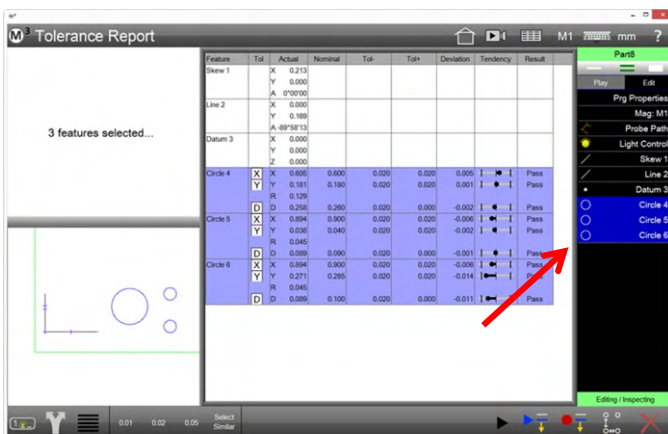 M³ Tolerance Report M1 mm ?
3 features selected...
Feature Tol Actual Nominal Tol- Tol+ Deviation Tendency Result
Skew 1 X 0.213
Y 0.000
A 0°00'00
Line 2 X 0.000
Y 0.169
A -89°58'13
Datum 3 X 0.000
Y 0.000
Z 0.000
Circle 4 X X 0.605 0.600 0.020 0.020 0.005 Pass
Y Y 0.181 0.180 0.020 0.020 0.001 Pass
R 0.129
D D 0.258 0.260 0.020 0.000 -0.002 Pass
Circle 5 X X 0.894 0.900 0.020 0.020 -0.006 Pass
Y Y 0.038 0.040 0.020 0.020 -0.002 Pass
R 0.045
D D 0.089 0.090 0.020 0.000 -0.001 Pass
Circle 6 X X 0.894 0.900 0.020 0.000 -0.006 Pass
Y Y 0.271 0.285 0.020 0.020 -0.014 Pass
R 0.045
D D 0.089 0.100 0.020 0.000 -0.011 Pass
Part8
Play Edit
Prg Properties
Mag: M1
Probe Path
Light Control
Skew 1
Line 2
Datum 3
Circle 4
Circle 5
Circle 6
Editing / Inspecting
0.01 0.02 0.05 Select
Similar